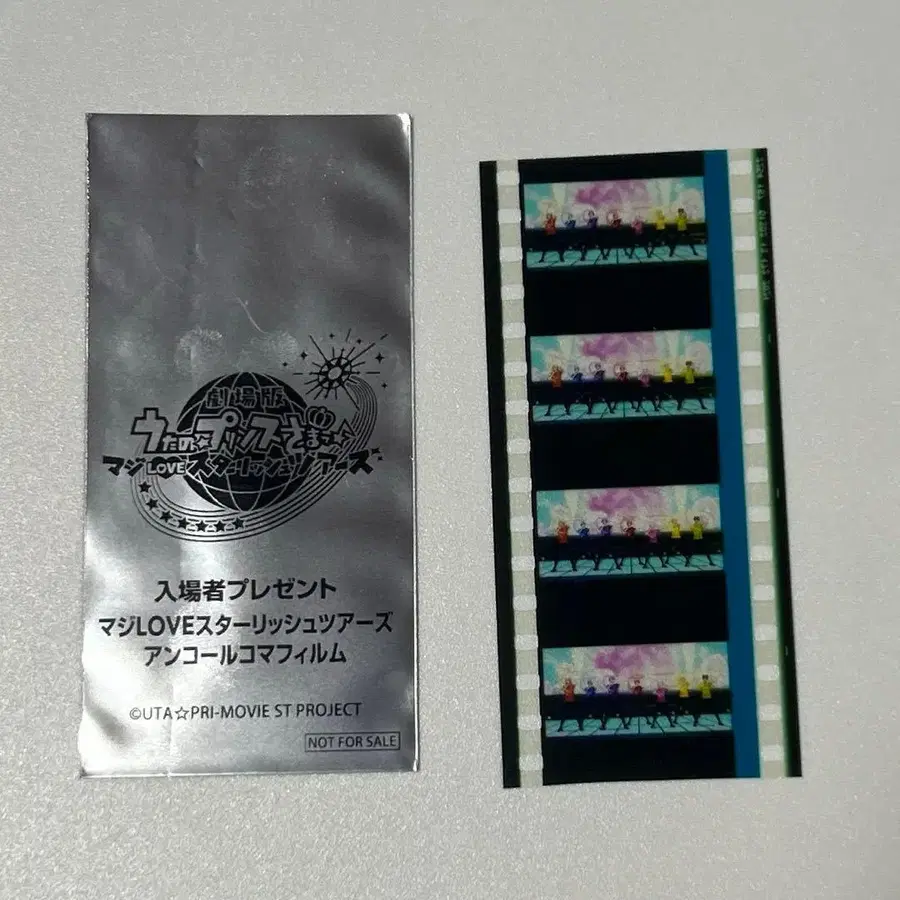 劇場版
うたの☆プリンスさまっ♪
マジLOVEスターリッシュツアーズ
入場者プレゼント
マジLOVEスターリッシュツアーズ
アンコールコマフィルム
©UTA☆PRI-MOVIE ST PROJECT
NOT FOR SALE